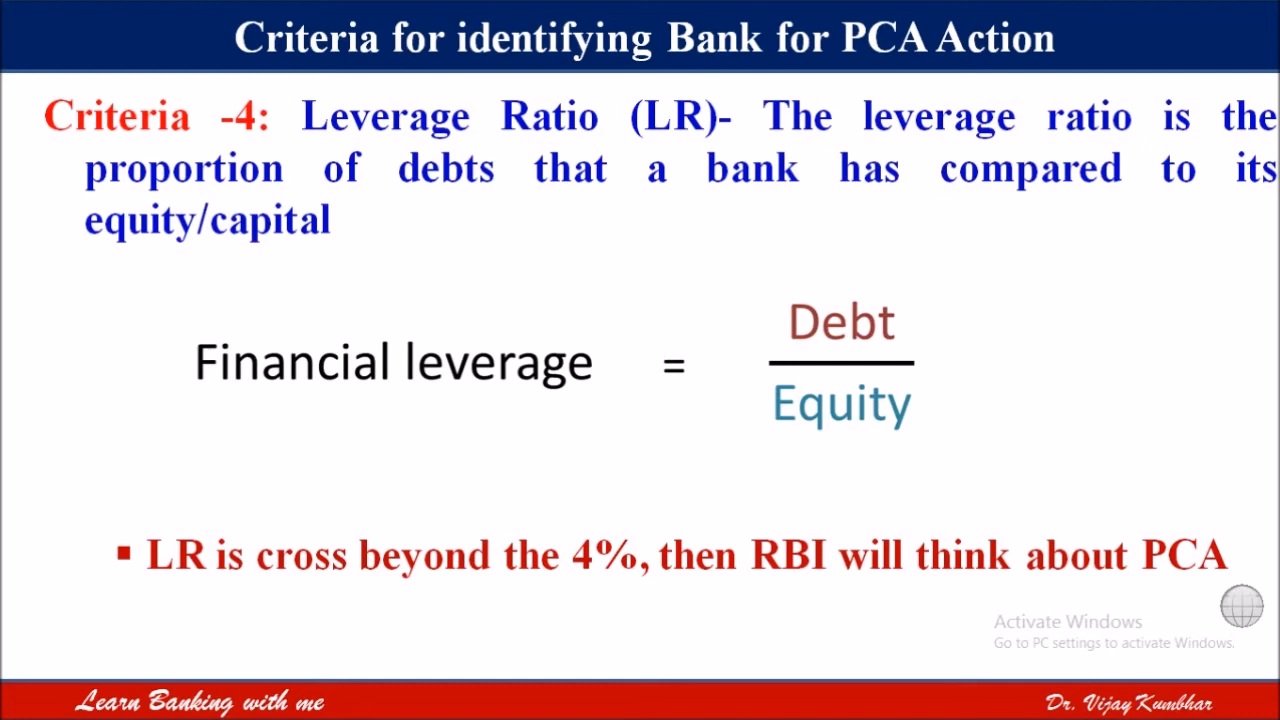 Criteria for identifying Bank for PCA Action
Criteria -4: Leverage Ratio (LR)- The leverage ratio is the
proportion of debts that a bank has compared to its
equity/capital
Financial leverage = Debt
Equity
▪ LR is cross beyond the 4%, then RBI will think about PCA
Activate Windows
Go to PC settings to activate Windows.
Learn Banking with me
Dr. Vijay Kumbhar